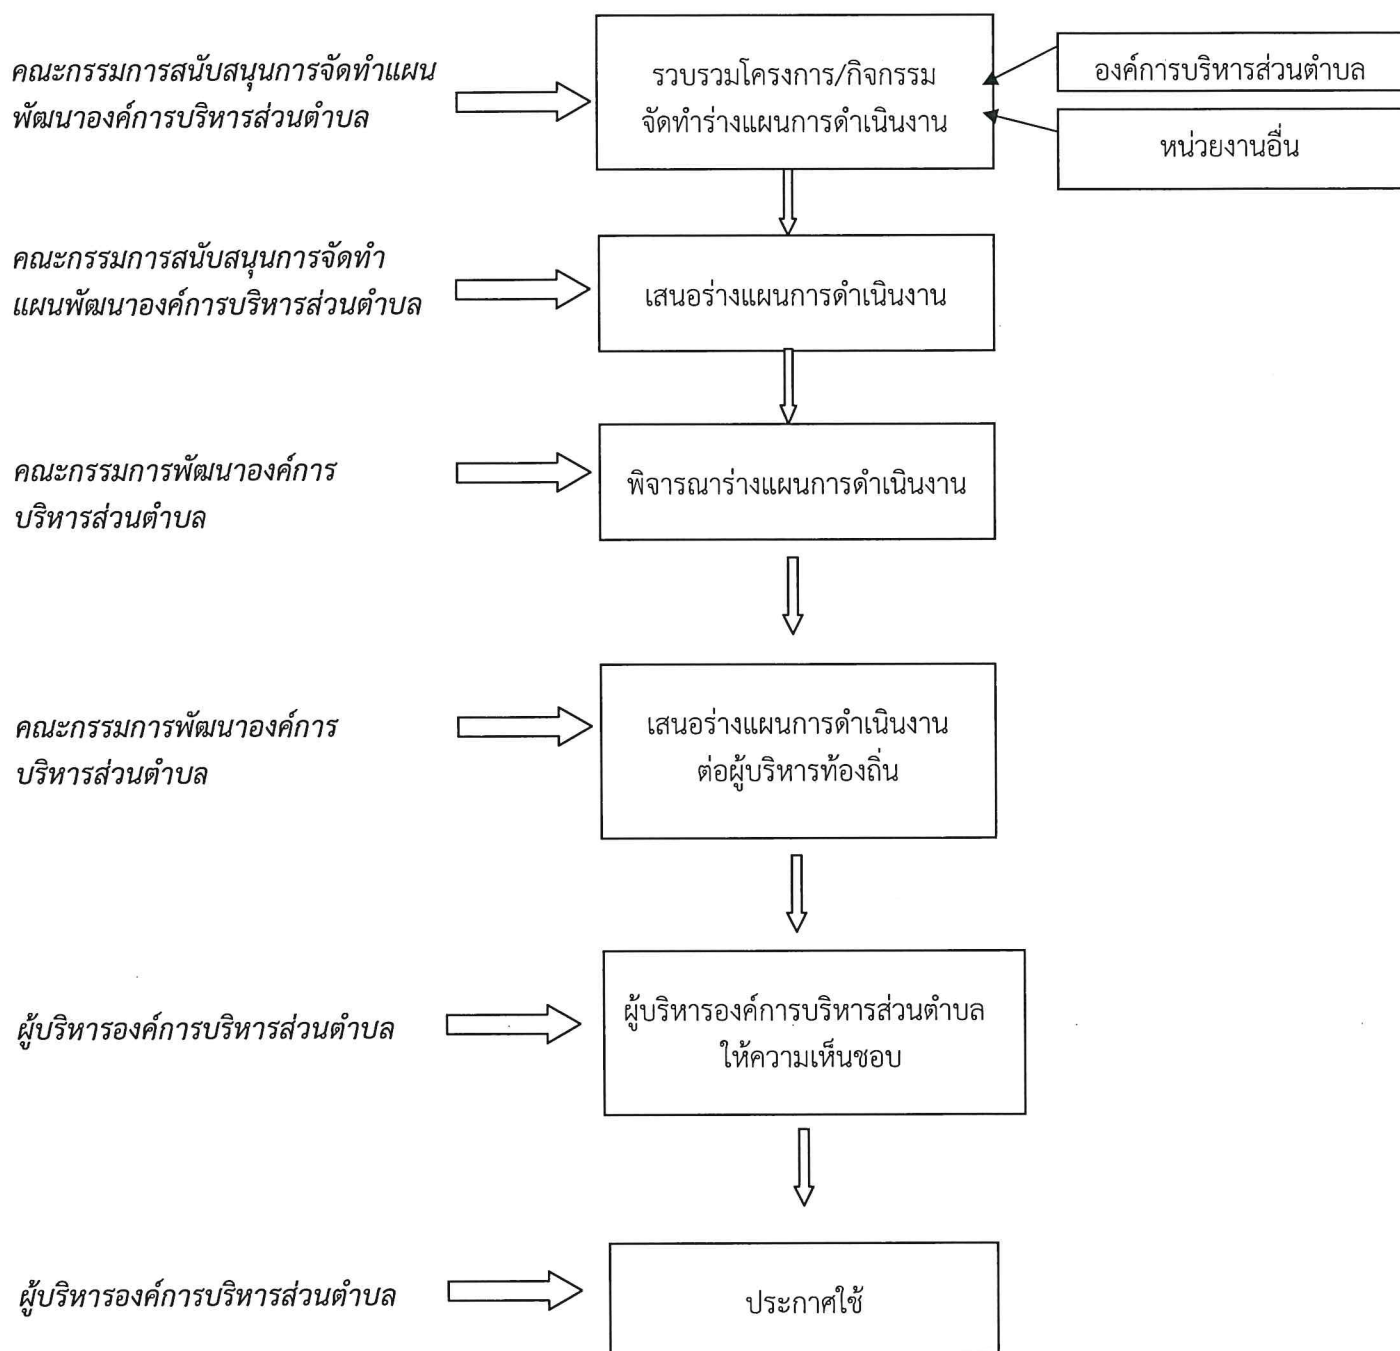 คณะกรรมการสนับสนุนการจัดทำแผน
พัฒนาองค์การบริหารส่วนตำบล
รวบรวมโครงการ/กิจกรรม
จัดทำร่างแผนการดำเนินงาน
องค์การบริหารส่วนตำบล
หน่วยงานอื่น
คณะกรรมการสนับสนุนการจัดทำ
แผนพัฒนาองค์การบริหารส่วนตำบล
เสนอร่างแผนการดำเนินงาน
คณะกรรมการพัฒนาองค์การ
บริหารส่วนตำบล
พิจารณาร่างแผนการดำเนินงาน
คณะกรรมการพัฒนาองค์การ
บริหารส่วนตำบล
เสนอร่างแผนการดำเนินงาน
ต่อผู้บริหารท้องถิ่น
ผู้บริหารองค์การบริหารส่วนตำบล
ผู้บริหารองค์การบริหารส่วนตำบล
ให้ความเห็นชอบ
ผู้บริหารองค์การบริหารส่วนตำบล
ประกาศใช้